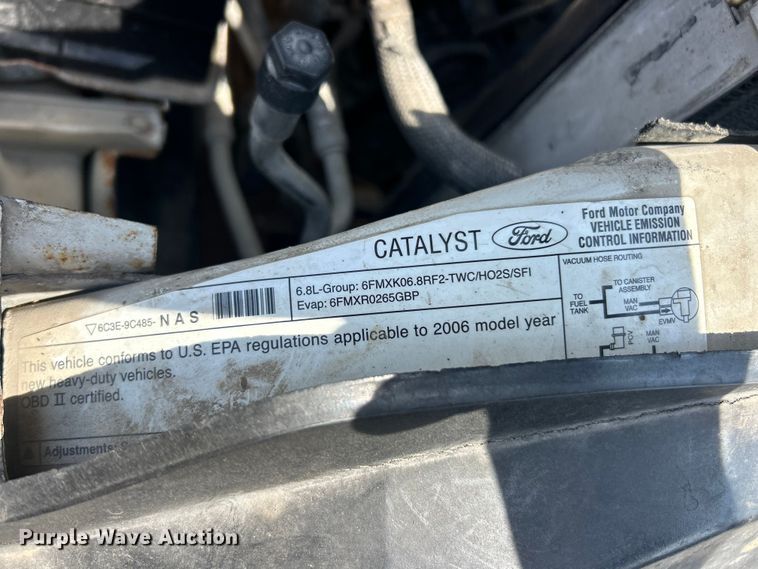 CATALYST
Ford
Ford Motor Company
VEHICLE EMISSION
CONTROL INFORMATION
6C3E-9C485- N A S
6.8L-Group: 6FMXK06.8RF2-TWC/HO2S/SFI
Evap: 6FMXR0265GBP
VACUUM HOSE ROUTING
TO CANISTER
ASSEMBLY
TO
FUEL
TANK
MAN
VAC
EVMV
PCV
MAN
VAC
This vehicle conforms to U.S. EPA regulations applicable to 2006 model year
new heavy-duty vehicles.
OBD II certified.
Adjustments:
Purple Wave Auction